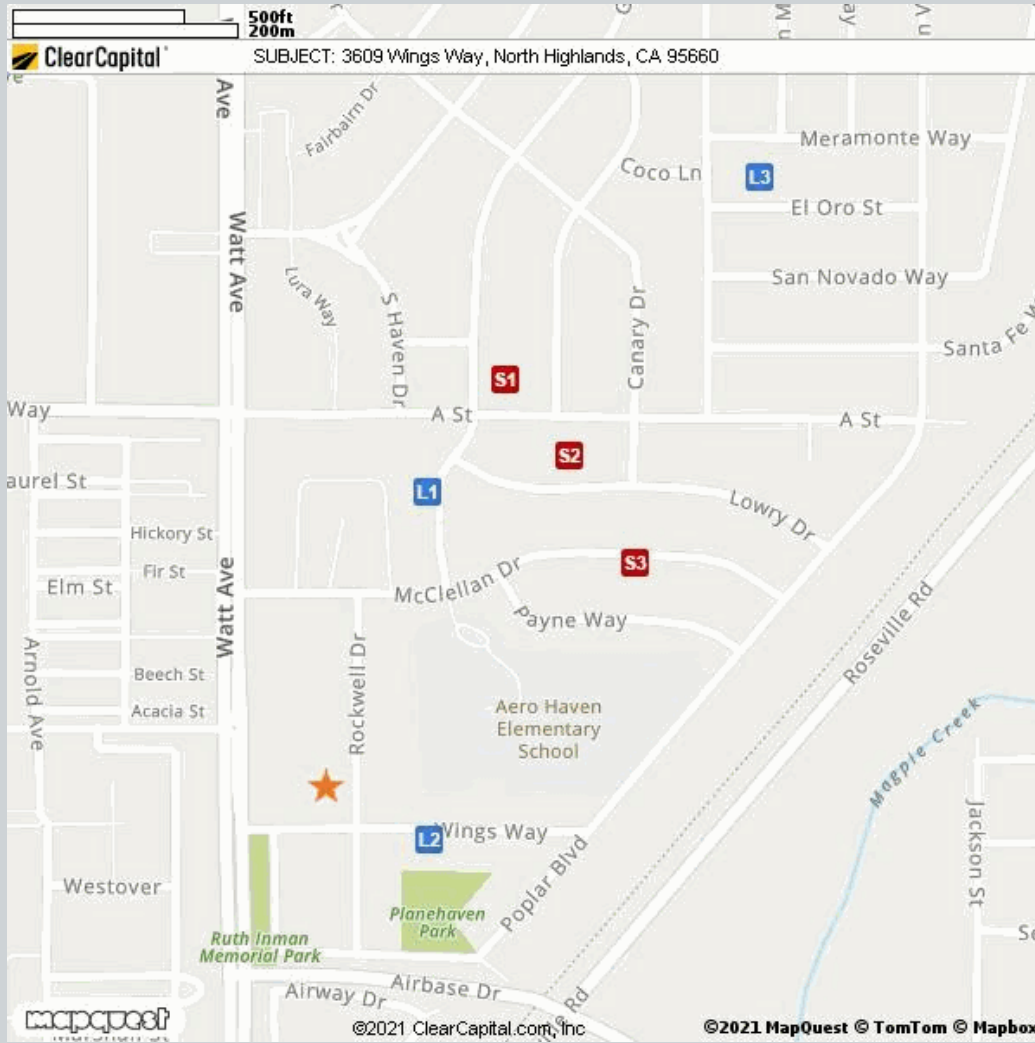 500ft
200m
ClearCapital
SUBJECT: 3609 Wings Way, North Highlands, CA 95660
Ave
Fairbairn Dr
Meramonte Way
Coco Ln
L3
El Oro St
Watt Ave
Lura Way
S Haven Dr
San Novado Way
Canary Dr
Santa Fe
S1
Way
A St
A St
S2
aurel St
L1
Lowry Dr
Hickory St
Fir St
Elm St
Watt Ave
McClellan Dr
S3
Payne Way
Roseville Rd
Arnold Ave
Beech St
Rockwell Dr
Acacia St
Aero Haven
Elementary
School
Magpie Creek
Jackson St
L2
Wings Way
Westover
Poplar Blvd
Planehaven
Park
Ruth Inman
Memorial Park
Airbase Dr
Airway Dr
lle Rd
mapquest
©2021 ClearCapital.com, Inc
©2021 MapQuest © TomTom © Mapbox